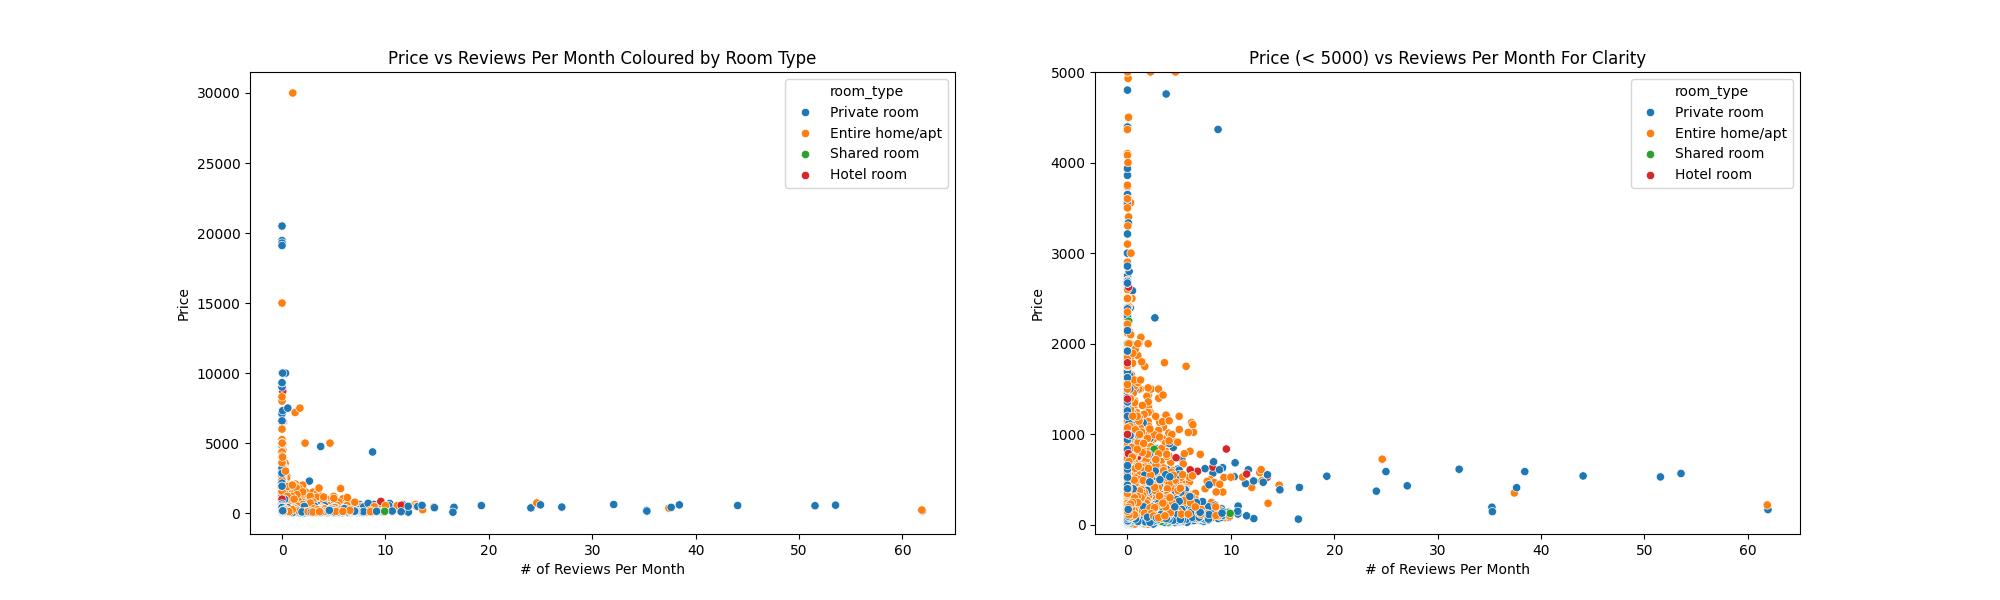 Price vs Reviews Per Month Coloured by Room Type
30000
25000
20000
15000
10000
5000
0
Price
0 10 20 30 40 50 60
# of Reviews Per Month
room_type
Private room
Entire home/apt
Shared room
Hotel room
Price (< 5000) vs Reviews Per Month For Clarity
5000
4000
3000
2000
1000
0
Price
0 10 20 30 40 50 60
# of Reviews Per Month
room_type
Private room
Entire home/apt
Shared room
Hotel room